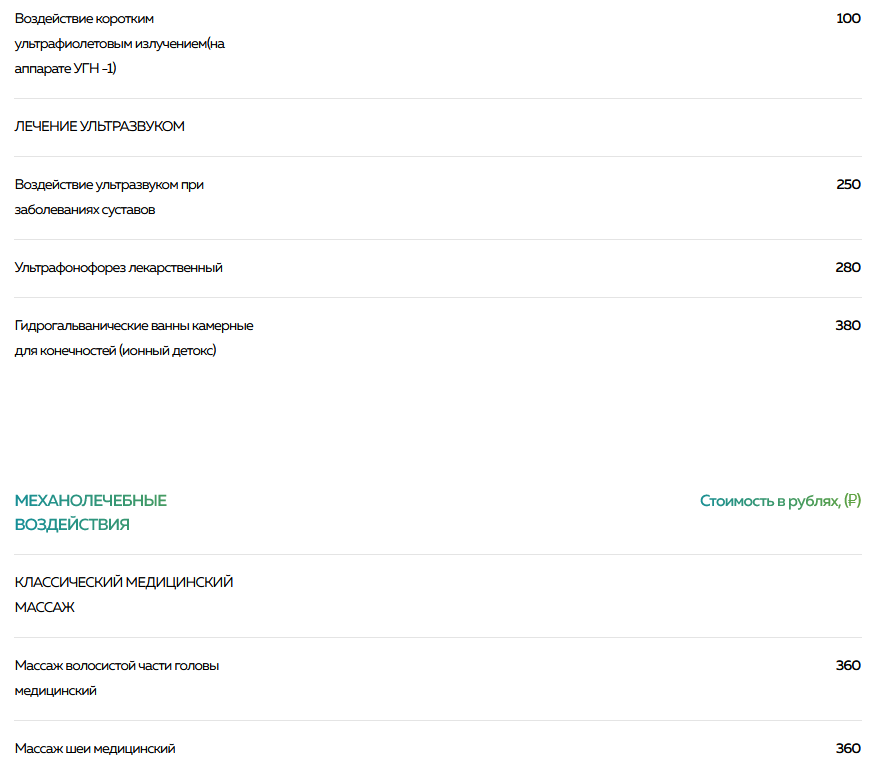 Воздействие коротким 100
ультрафиолетовым излучением(на
аппарате УГН -1)
ЛЕЧЕНИЕ УЛЬТРАЗВУКОМ
Воздействие ультразвуком при 250
заболеваниях суставов
Ультрафонофорез лекарственный 280
Гидрогальванические ванны камерные 380
для конечностей (ионный детокс)
МЕХАНОЛЕЧЕБНЫЕ Стоимость в рублях, (₽)
ВОЗДЕЙСТВИЯ
КЛАССИЧЕСКИЙ МЕДИЦИНСКИЙ
МАССАЖ
Массаж волосистой части головы 360
медицинский
Массаж шеи медицинский 360